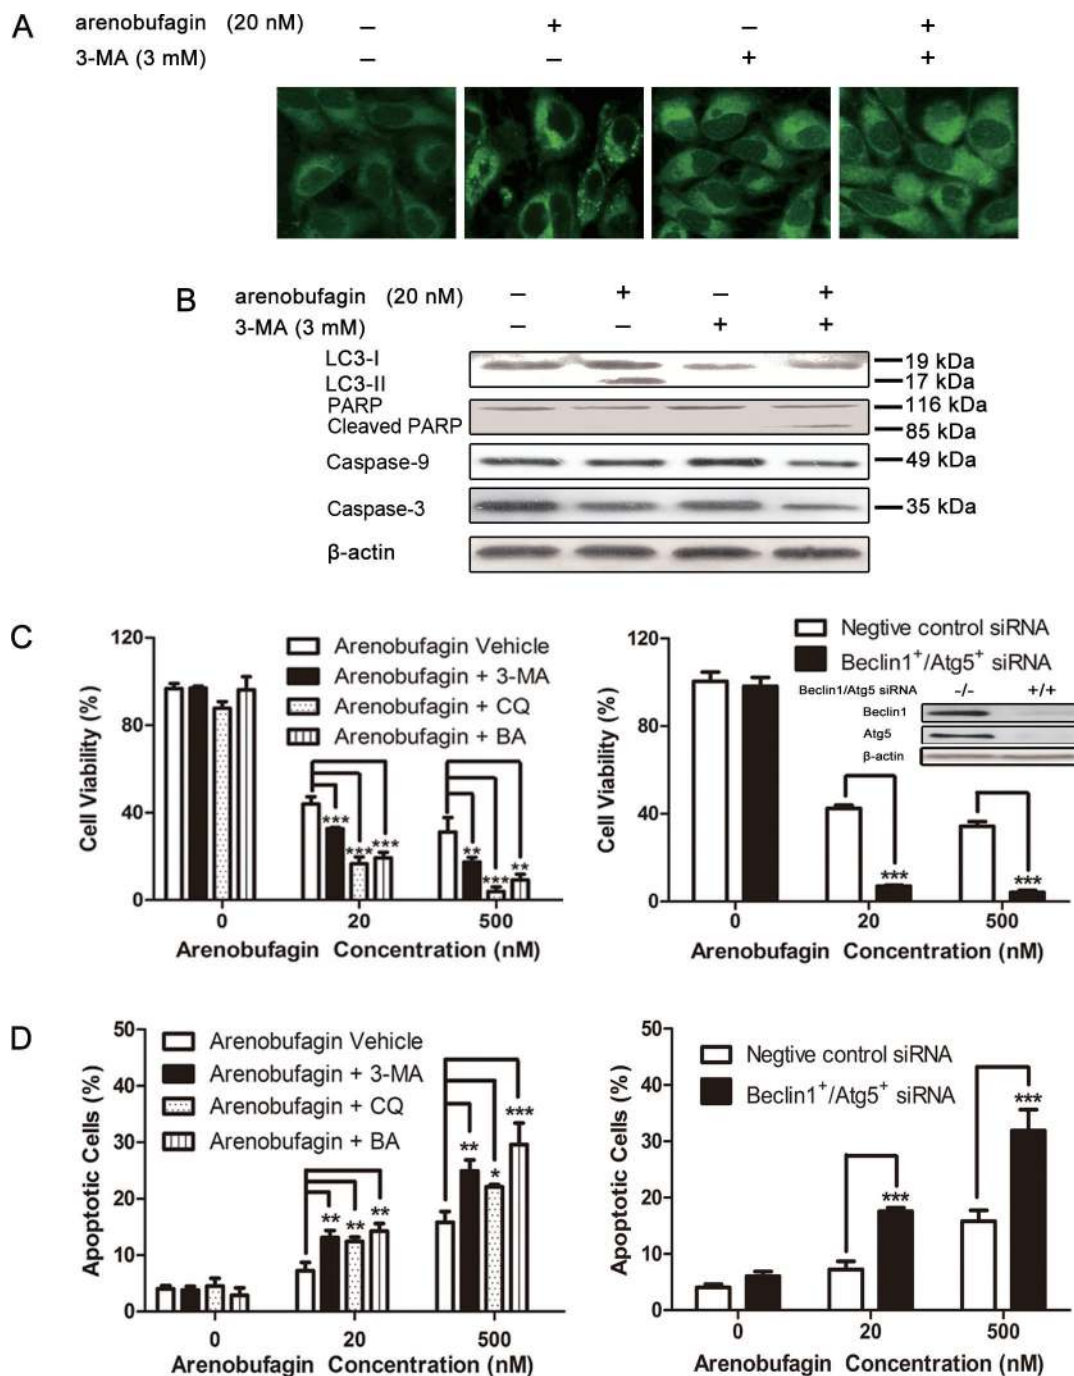 A
arenobufagin (20 nM) – + – +
3-MA (3 mM) – – + +
B
arenobufagin (20 nM) – + – +
3-MA (3 mM) – – + +
LC3-I
LC3-II
PARP
Cleaved PARP
Caspase-9
Caspase-3
β-actin
19 kDa
17 kDa
116 kDa
85 kDa
49 kDa
35 kDa
C
Cell Viability (%)
120
80
40
0
Arenobufagin Vehicle
Arenobufagin + 3-MA
Arenobufagin + CQ
Arenobufagin + BA
*** *** *** ** *** **
0 20 500
Arenobufagin Concentration (nM)
Cell Viability (%)
120
80
40
0
Negtive control siRNA
Beclin1⁺/Atg5⁺ siRNA
Beclin1/Atg5 siRNA -/- +/+
Beclin1
Atg5
β-actin
*** ***
0 20 500
Arenobufagin Concentration (nM)
D
Apoptotic Cells (%)
50
40
30
20
10
0
Arenobufagin Vehicle
Arenobufagin + 3-MA
Arenobufagin + CQ
Arenobufagin + BA
** ** ** ** * ***
0 20 500
Arenobufagin Concentration (nM)
Apoptotic Cells (%)
50
40
30
20
10
0
Negtive control siRNA
Beclin1⁺/Atg5⁺ siRNA
*** ***
0 20 500
Arenobufagin Concentration (nM)